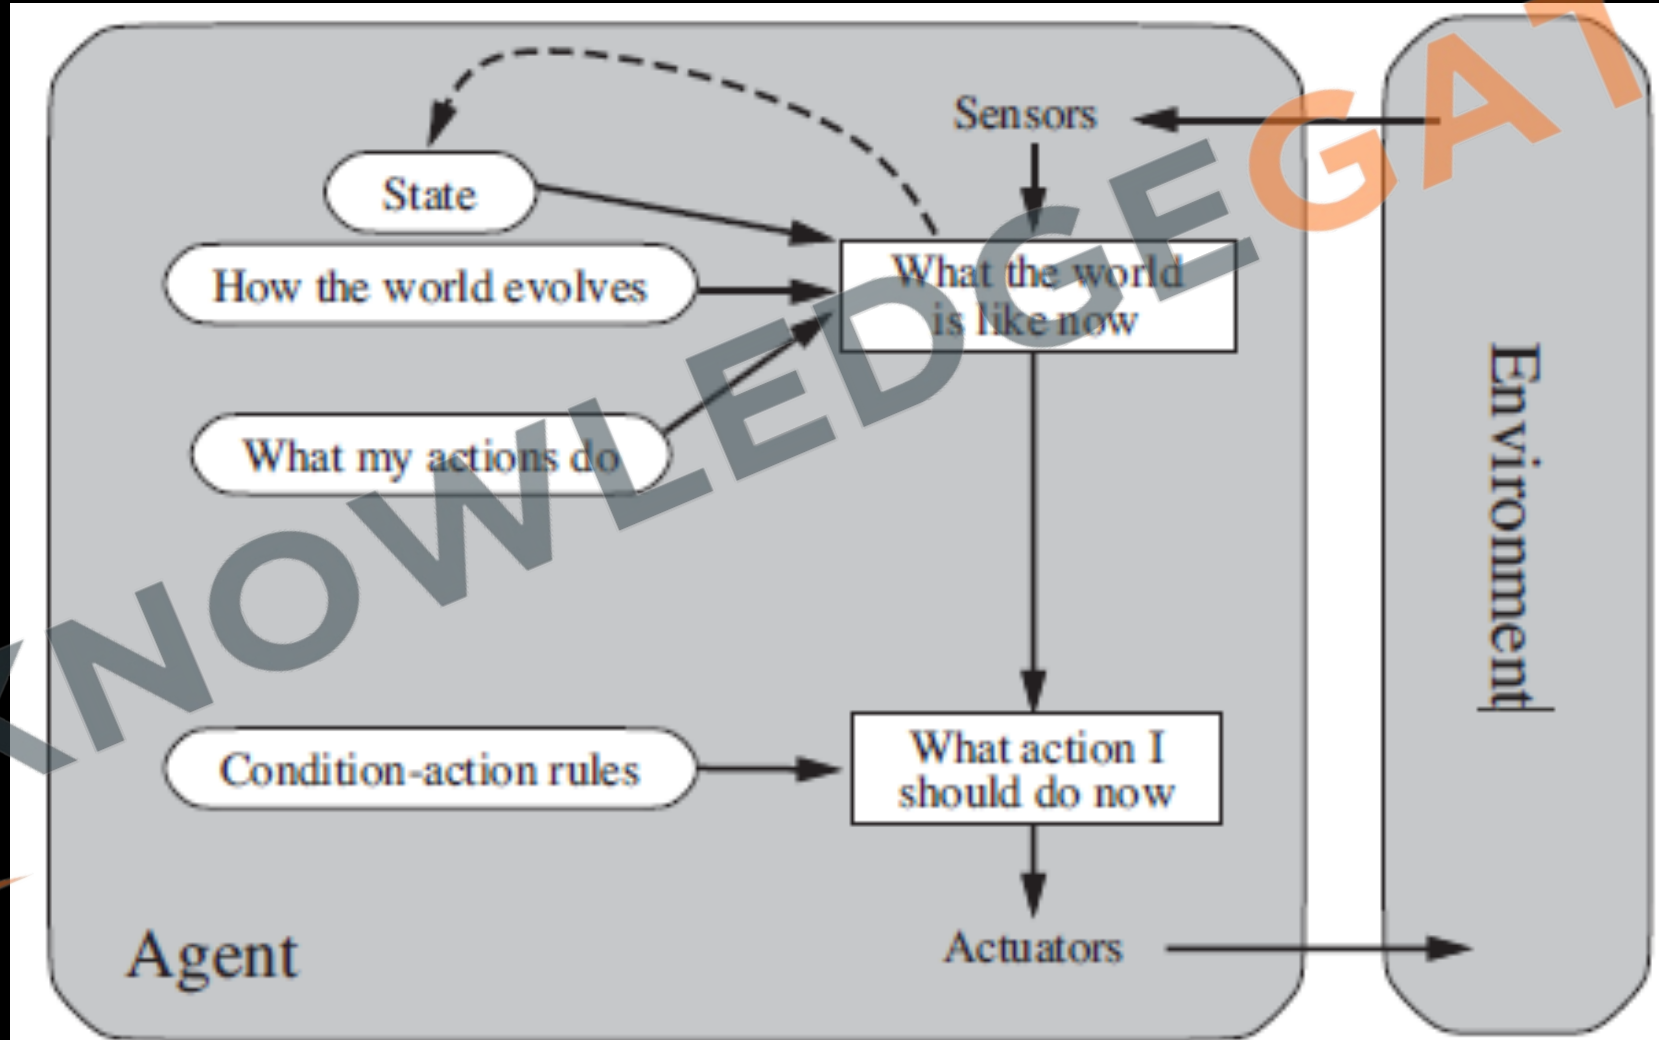 Sensors
State
What the world
is like now
How the world evolves
What my actions do
Condition-action rules
What action I
should do now
Agent
Actuators
Environment
KNOWLEDGEGAT